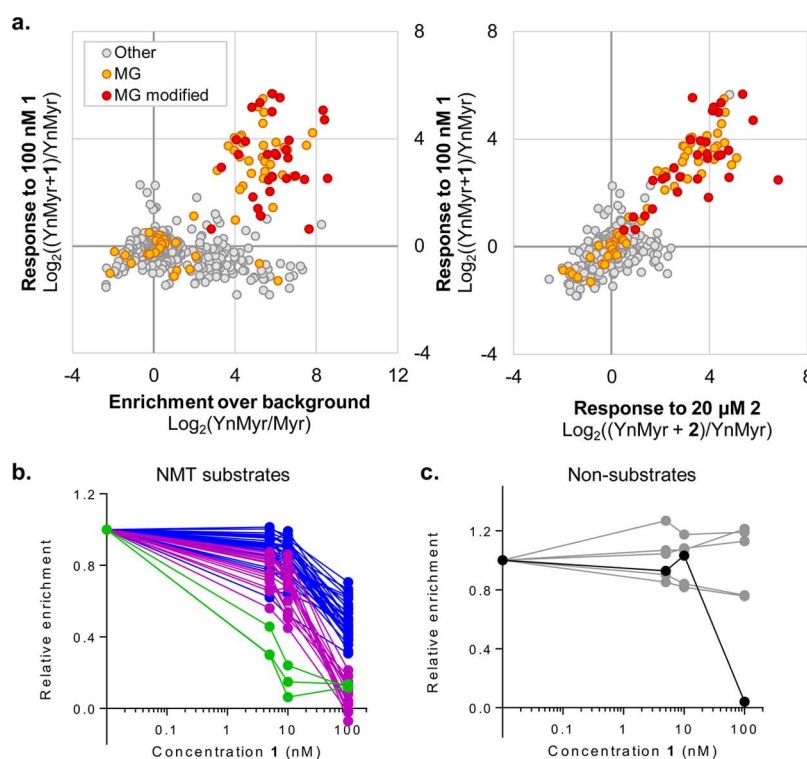 a.
8
Other
MG
MG modified
Response to 100 nM 1
Log₂((YnMyr+1)/YnMyr)
4
0
-4
-4 0 4 8 12
Enrichment over background
Log₂(YnMyr/Myr)
8
Response to 100 nM 1
Log₂((YnMyr+1)/YnMyr)
4
0
-4
-4 0 4 8
Response to 20 μM 2
Log₂((YnMyr + 2)/YnMyr)
b.
NMT substrates
Relative enrichment
1.2
0.8
0.4
0.0
0.1 1 10 100
Concentration 1 (nM)
c.
Non-substrates
Relative enrichment
1.2
0.8
0.4
0.0
0.1 1 10 100
Concentration 1 (nM)